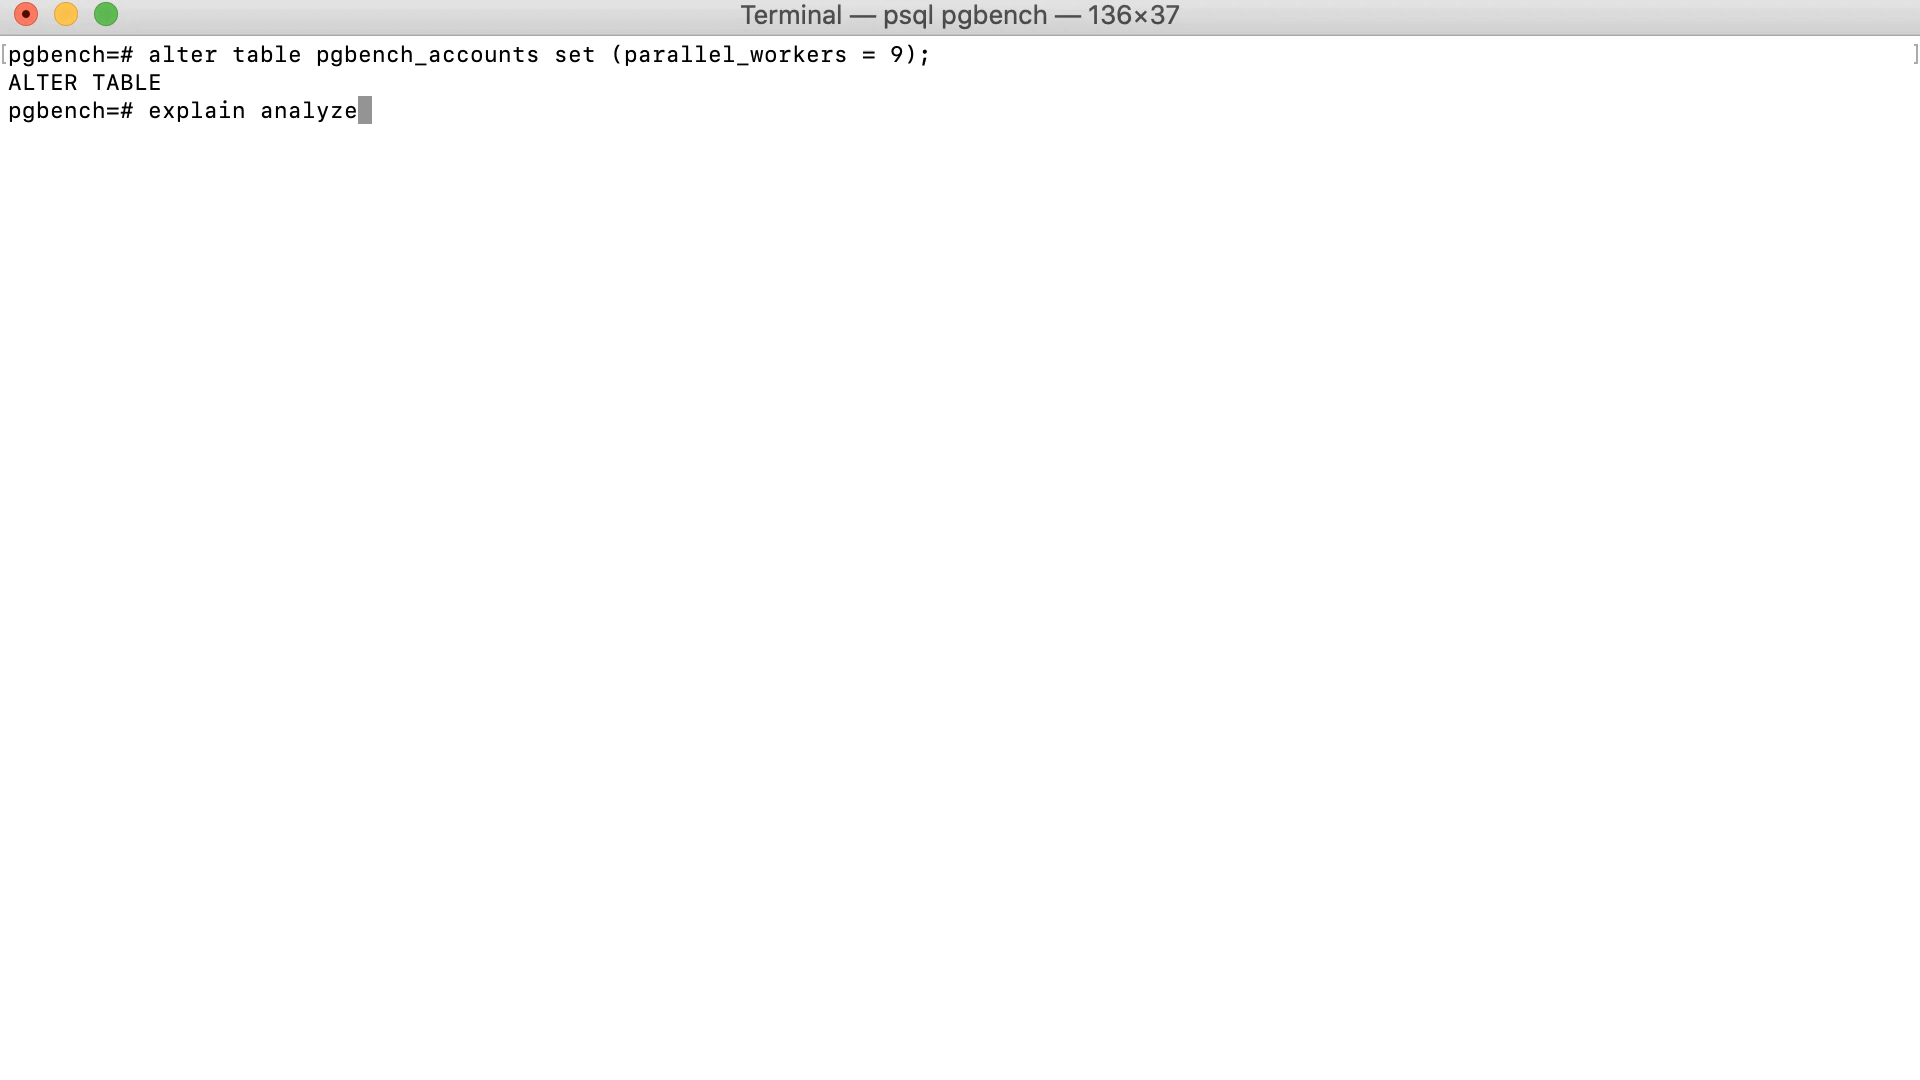 Terminal — psql pgbench — 136×37
[pgbench=# alter table pgbench_accounts set (parallel_workers = 9);]
ALTER TABLE
pgbench=# explain analyze